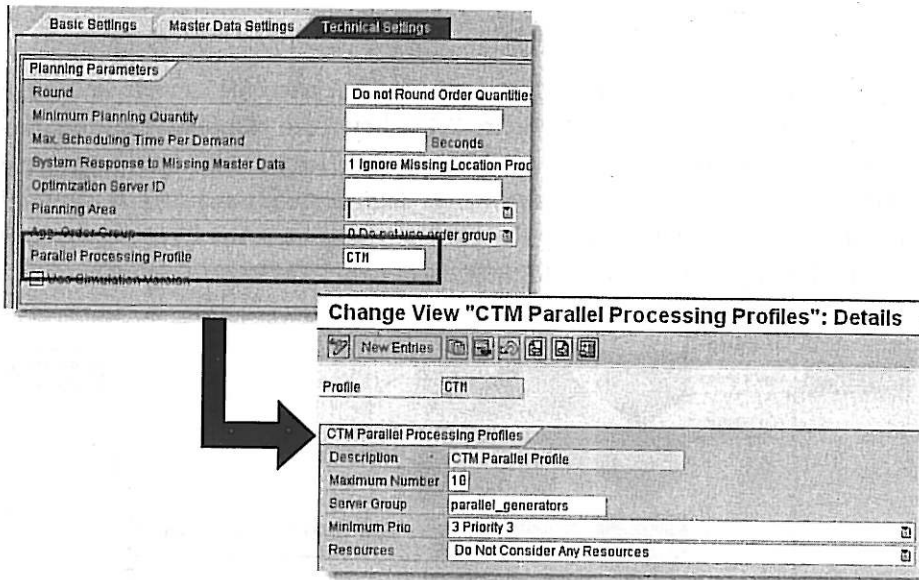 Basic Settings Master Data Settings Technical Settings
Planning Parameters
Round Do not Round Order Quantities
Minimum Planning Quantity
Max. Scheduling Time Per Demand Seconds
System Response to Missing Master Data 1 Ignore Missing Location Prod
Optimization Server ID
Planning Area
Agg. Order Group 0 Do not use order group
Parallel Processing Profile CTM
Use Simulation Version
Change View "CTM Parallel Processing Profiles": Details
New Entries
Profile CTM
CTM Parallel Processing Profiles
Description CTM Parallel Profile
Maximum Number 10
Server Group parallel_generators
Minimum Prio 3 Priority 3
Resources Do Not Consider Any Resources